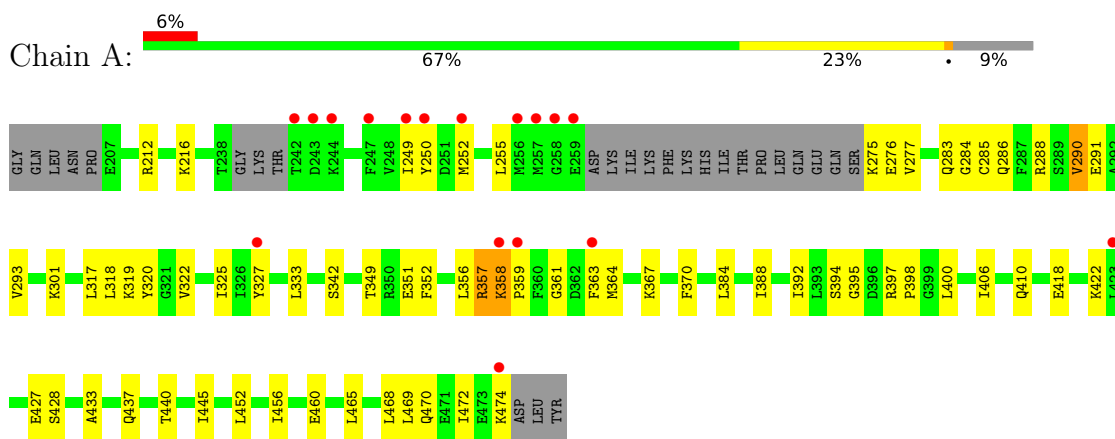 6%
Chain A:
67% 23% • 9%
GLY GLN LEU ASN PRO E207 R212 K216 T238 GLY LYS THR T242 D243 K244 F247 V248 I249 Y250 D251 M252 L255 M256 M257 G258 E259 ASP LYS ILE LYS PHE LYS HIS ILE THR PRO LEU GLN GLU GLN SER K275 E276 V277 Q283 G284 C285 Q286 F287 R288 S289 V290 E291 A292
V293 K301 L317 L318 K319 Y320 G321 V322 I325 I326 Y327 L333 S342 T349 R350 E351 F352 L356 R357 K358 P359 F360 G361 D362 F363 M364 K367 F370 L384 I388 I392 L393 S394 G395 D396 R397 P398 G399 L400 I406 Q410 E418 K422 L423
E427 S428 A433 Q437 T440 I445 L452 I456 E460 L465 L468 L469 Q470 E471 I472 E473 K474 ASP LEU TYR